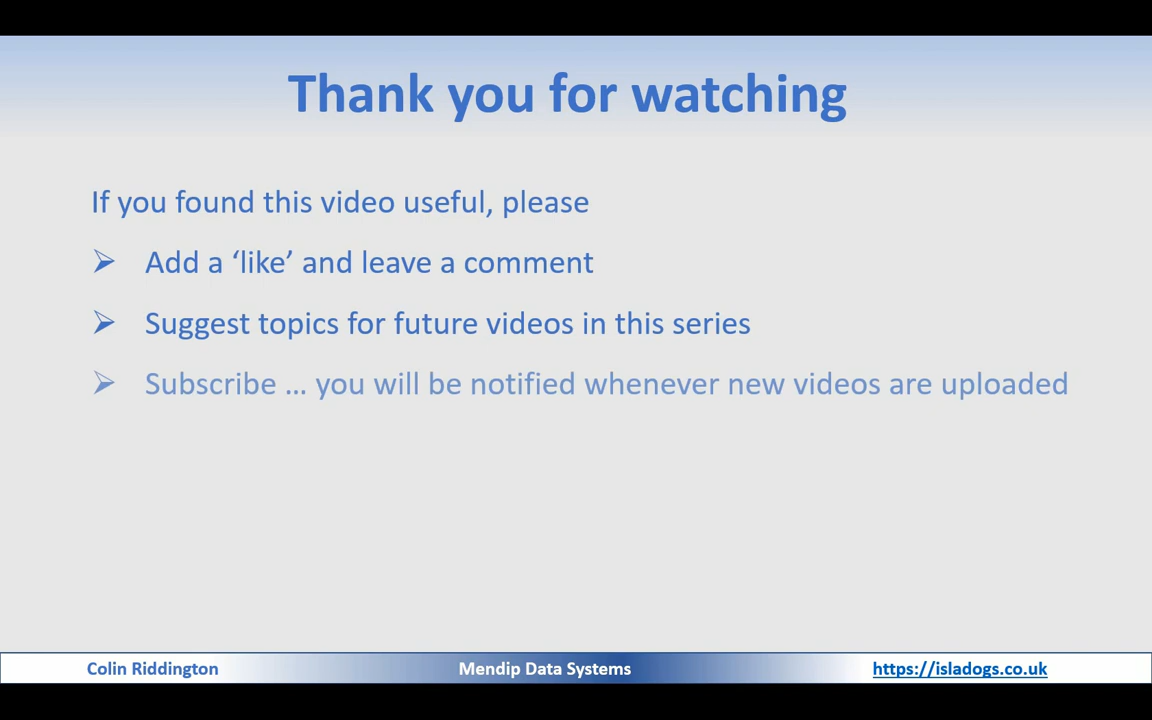 Thank you for watching
If you found this video useful, please
➢ Add a ‘like’ and leave a comment
➢ Suggest topics for future videos in this series
➢ Subscribe … you will be notified whenever new videos are uploaded
Colin Riddington Mendip Data Systems https://isladogs.co.uk